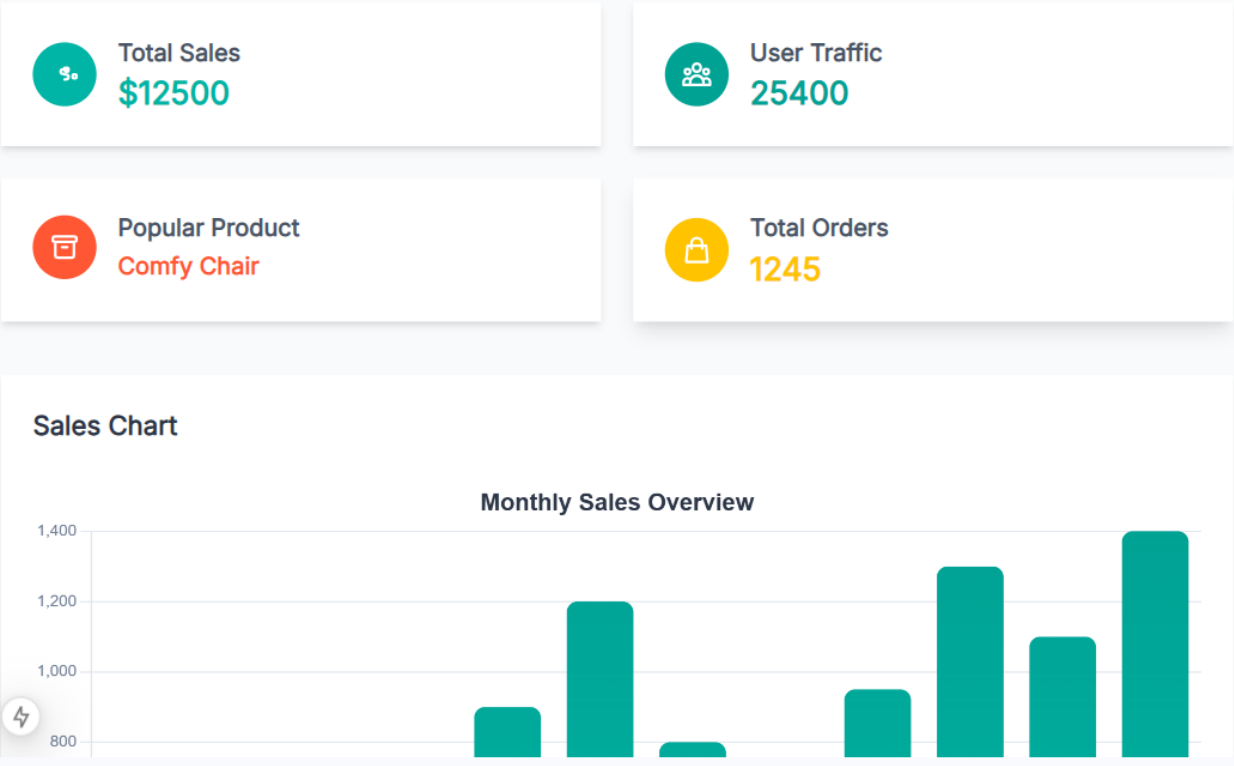 Total Sales
$12500
User Traffic
25400
Popular Product
Comfy Chair
Total Orders
1245
Sales Chart
Monthly Sales Overview
1,400
1,200
1,000
800